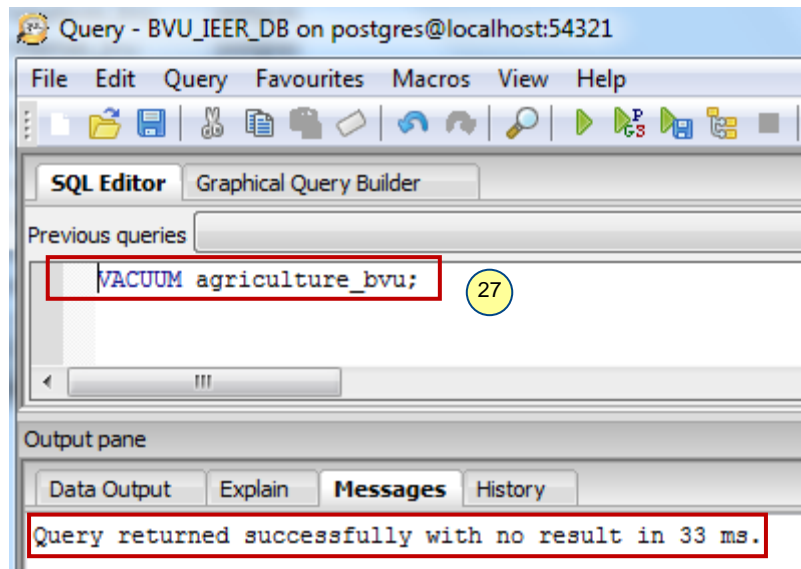 Query - BVU_IEER_DB on postgres@localhost:54321
File Edit Query Favourites Macros View Help
SQL Editor Graphical Query Builder
Previous queries
VACUUM agriculture_bvu;
27
Output pane
Data Output Explain Messages History
Query returned successfully with no result in 33 ms.